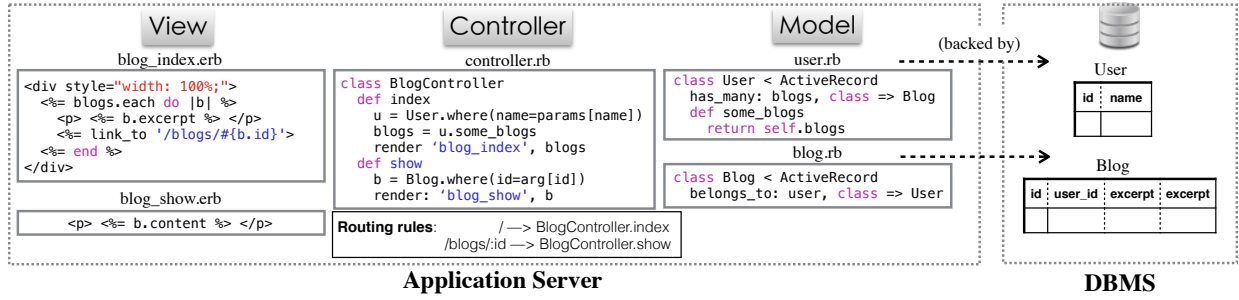 View
blog_index.erb
<div style="width: 100%;">
<%= blogs.each do |b| %>
<p> <%= b.excerpt %> </p>
<%= link_to '/blogs/#{b.id}'>
<%= end %>
</div>
blog_show.erb
<p> <%= b.content %> </p>
Controller
controller.rb
class BlogController
def index
u = User.where(name=params[name])
blogs = u.some_blogs
render ‘blog_index’, blogs
def show
b = Blog.where(id=arg[id])
render: ‘blog_show’, b
Routing rules: / —> BlogController.index
/blogs/:id —> BlogController.show
Model
user.rb
class User < ActiveRecord
has_many: blogs, class => Blog
def some_blogs
return self.blogs
blog.rb
class Blog < ActiveRecord
belongs_to: user, class => User
Application Server
(backed by)
User
id name
Blog
id user_id excerpt excerpt
DBMS